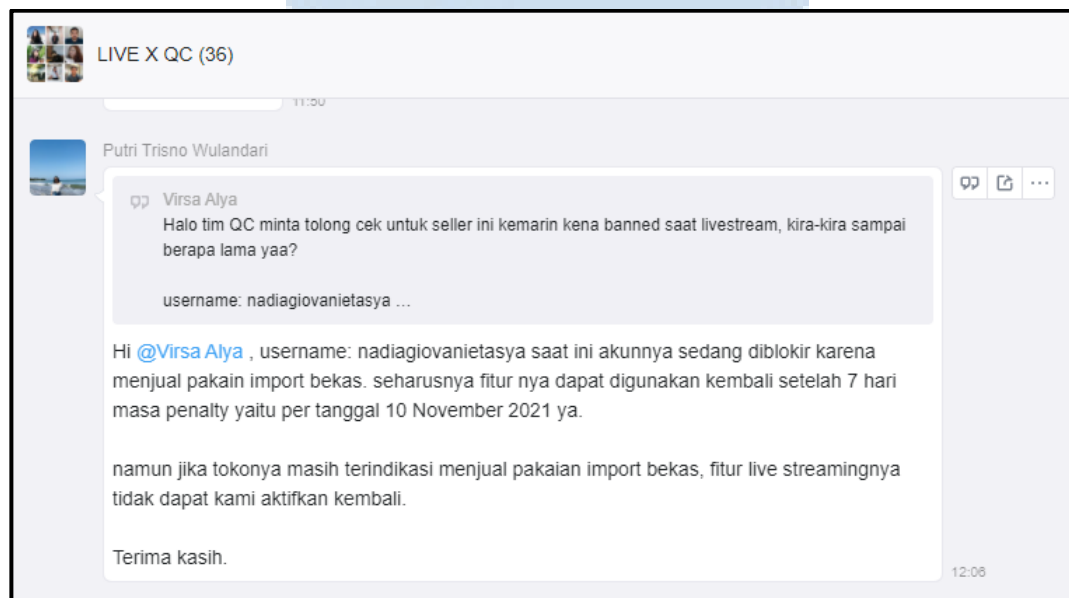 LIVE X QC (36)
11:50
Putri Trisno Wulandari
Virsa Alya
Halo tim QC minta tolong cek untuk seller ini kemarin kena banned saat livestream, kira-kira sampai
berapa lama yaa?
username: nadiagiovanietasya ...
Hi @Virsa Alya , username: nadiagiovanietasya saat ini akunnya sedang diblokir karena
menjual pakain import bekas. seharusnya fitur nya dapat digunakan kembali setelah 7 hari
masa penalty yaitu per tanggal 10 November 2021 ya.
namun jika tokonya masih terindikasi menjual pakaian import bekas, fitur live streamingnya
tidak dapat kami aktifkan kembali.
Terima kasih.
12:06